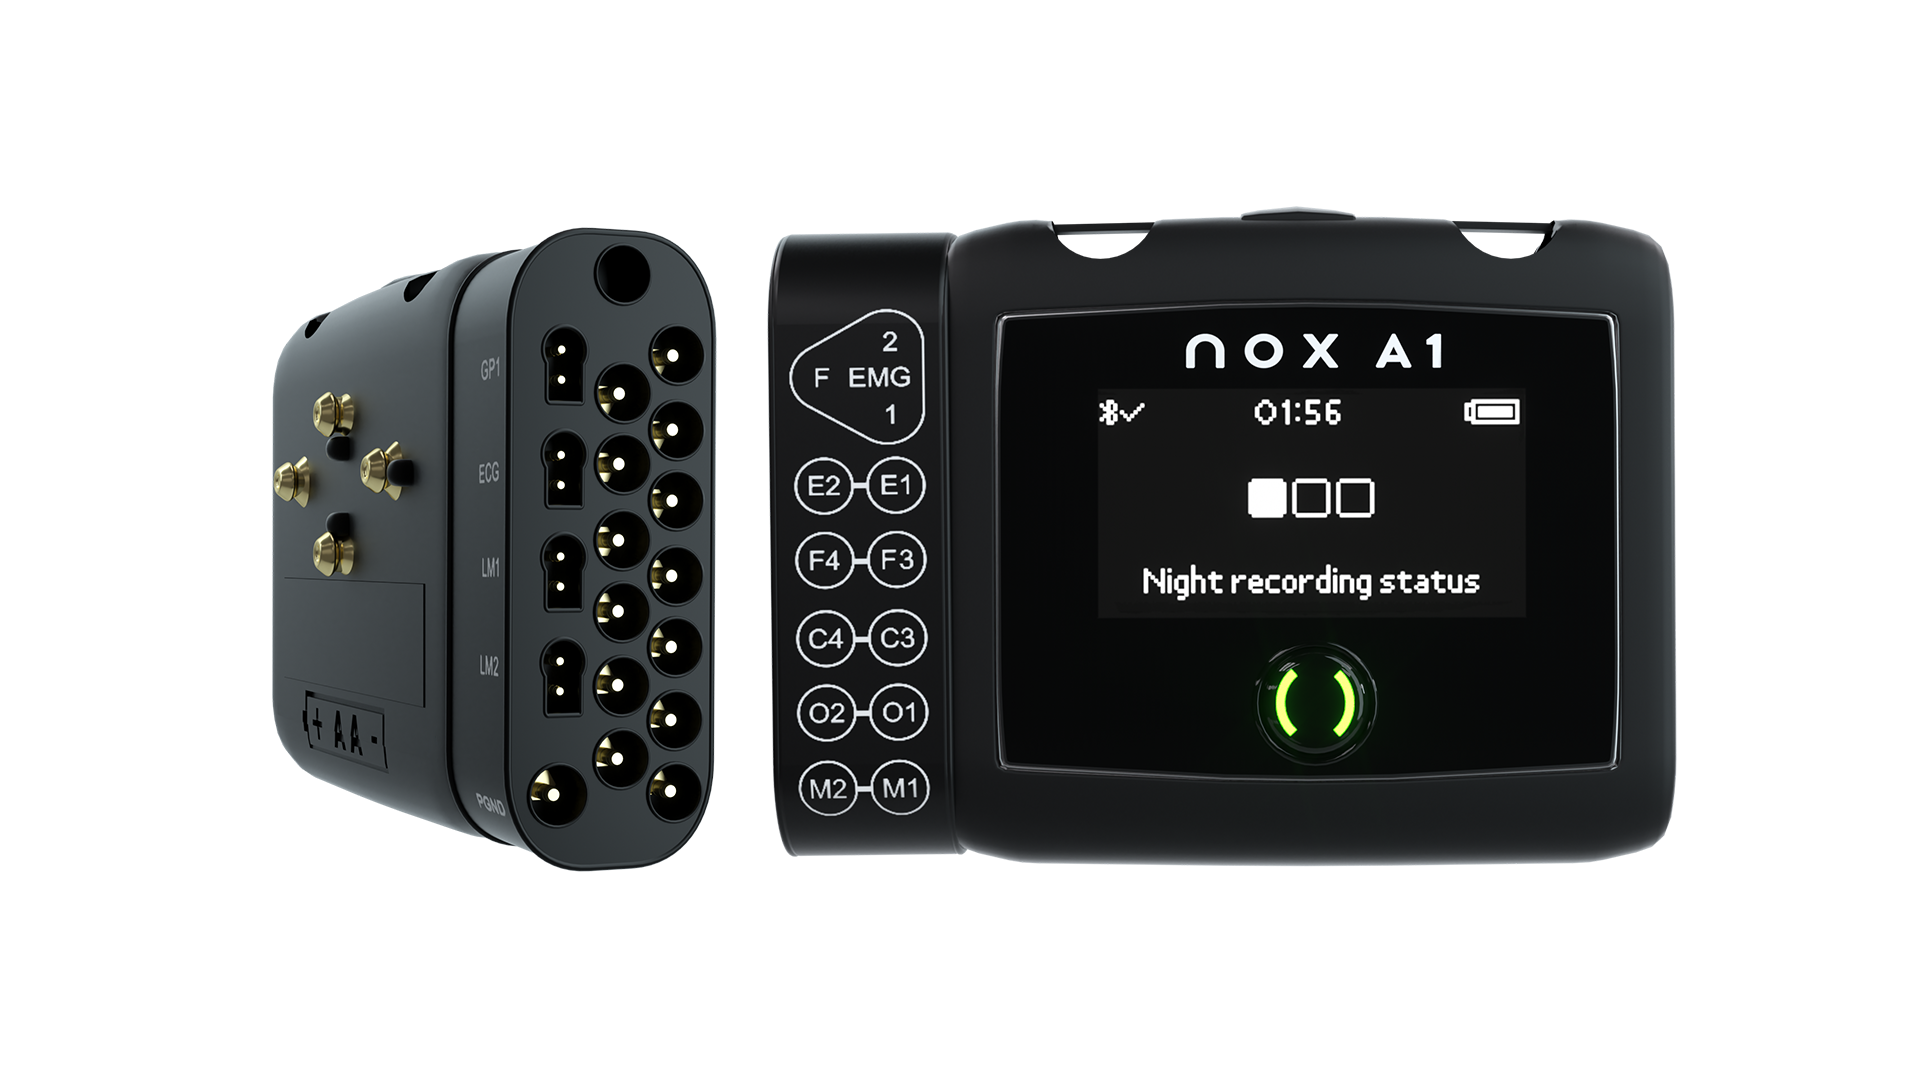 GP1
ECG
LM1
LM2
PGND
+ AA -
2
F EMG
1
E2 E1
F4 F3
C4 C3
O2 O1
M2 M1
nox A1
01:56
Night recording status